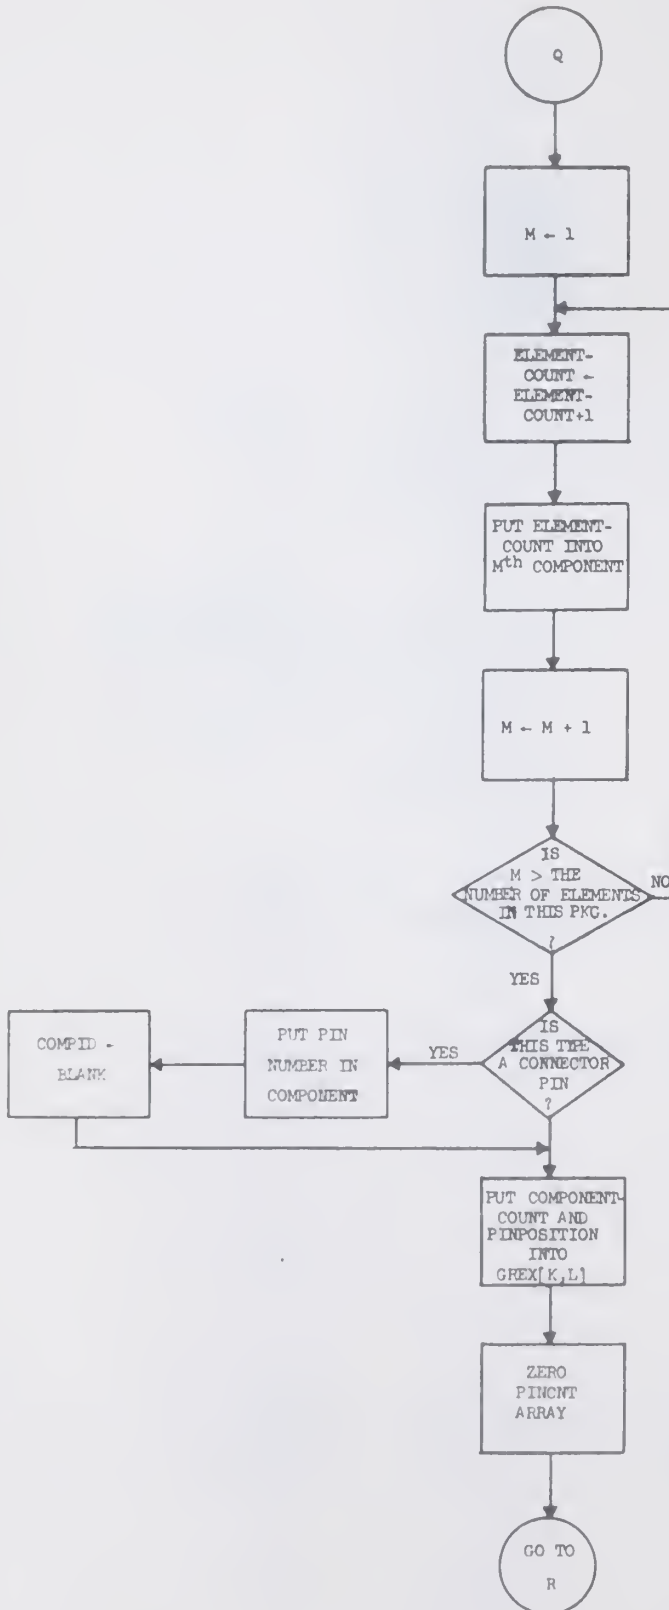 Q
M ← 1
ELEMENT-
COUNT ←
ELEMENT-
COUNT+1
PUT ELEMENT-
COUNT INTO
Mth COMPONENT
M ← M + 1
IS
M > THE
NUMBER OF ELEMENTS
IN THIS PKG.
?
NO
YES
IS
THIS TYPE
A CONNECTOR
PIN
?
YES
PUT PIN
NUMBER IN
COMPONENT
COMPID ←
BLANK
PUT COMPONENT-
COUNT AND
PINPOSITION
INTO
GREX[K,L]
ZERO
PINCNT
ARRAY
GO TO
R